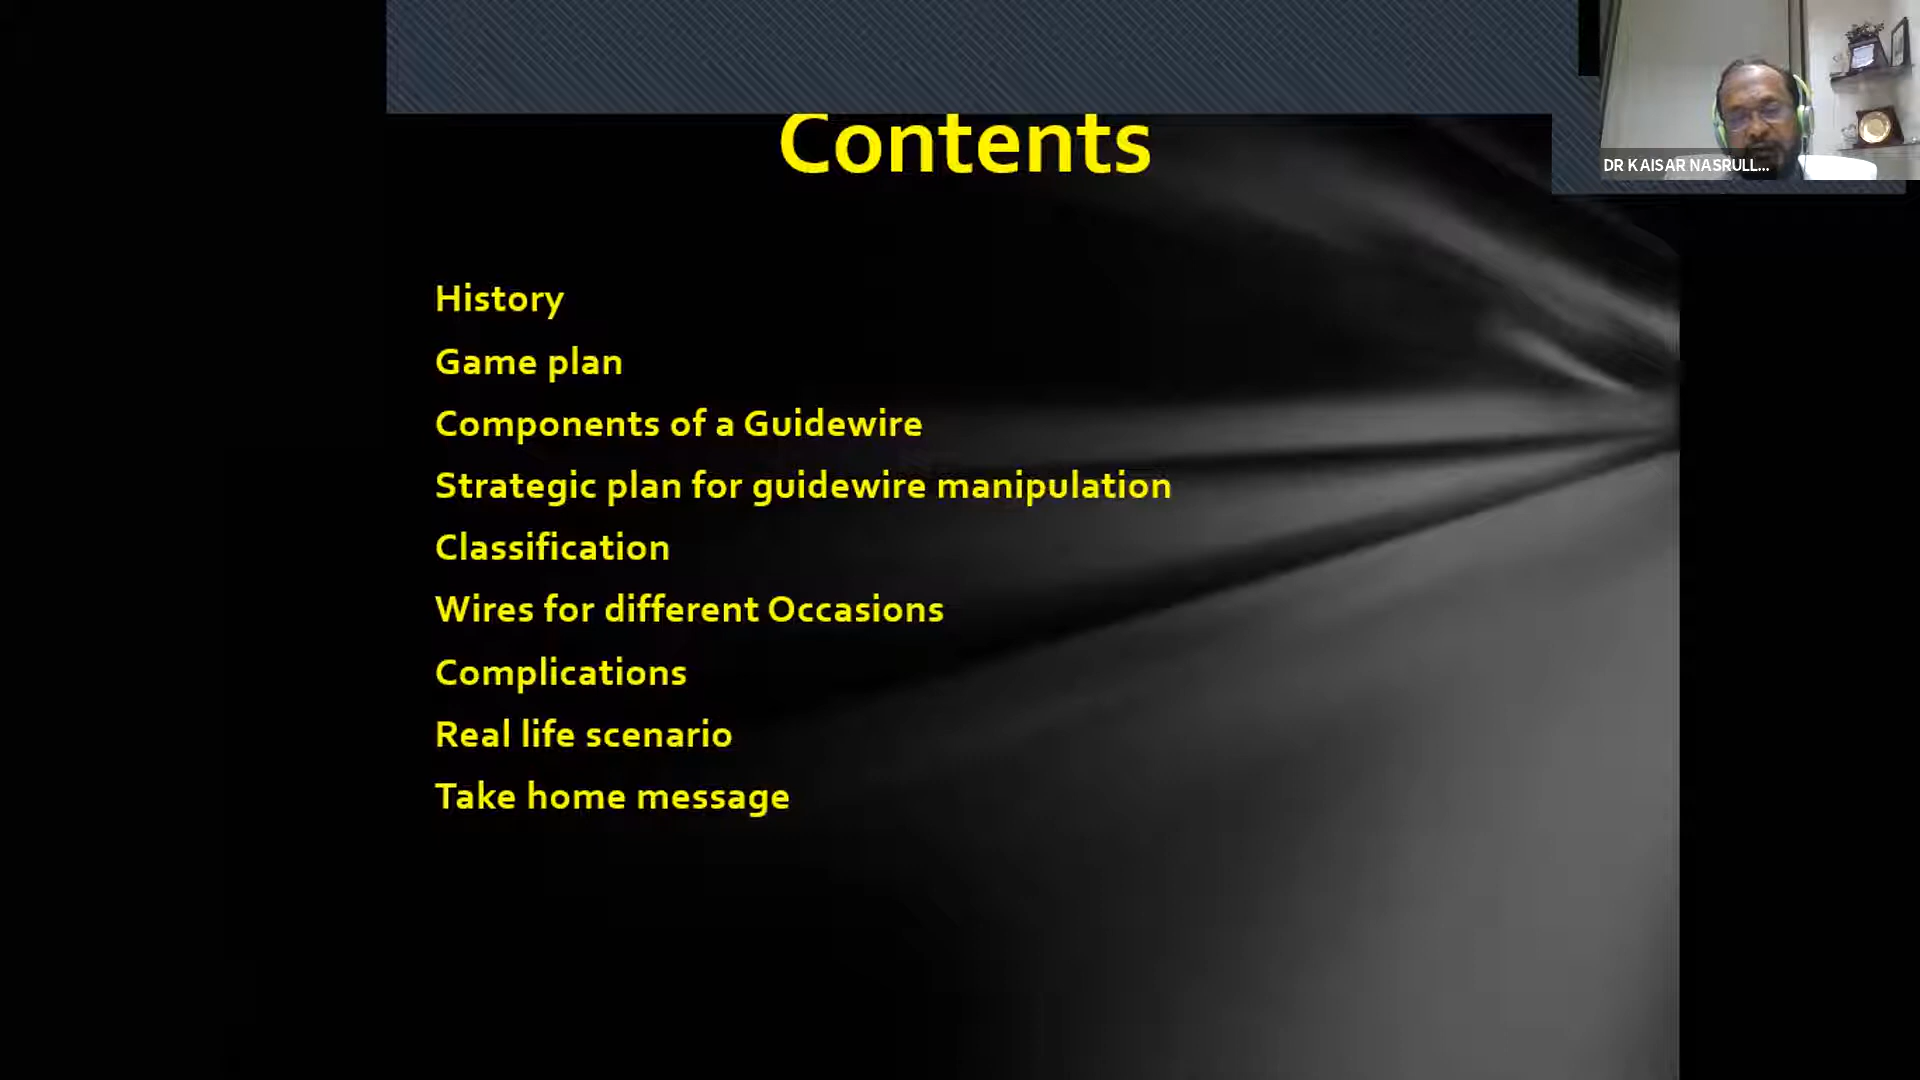 DR KAISAR NASRULL...
Contents
History
Game plan
Components of a Guidewire
Strategic plan for guidewire manipulation
Classification
Wires for different Occasions
Complications
Real life scenario
Take home message